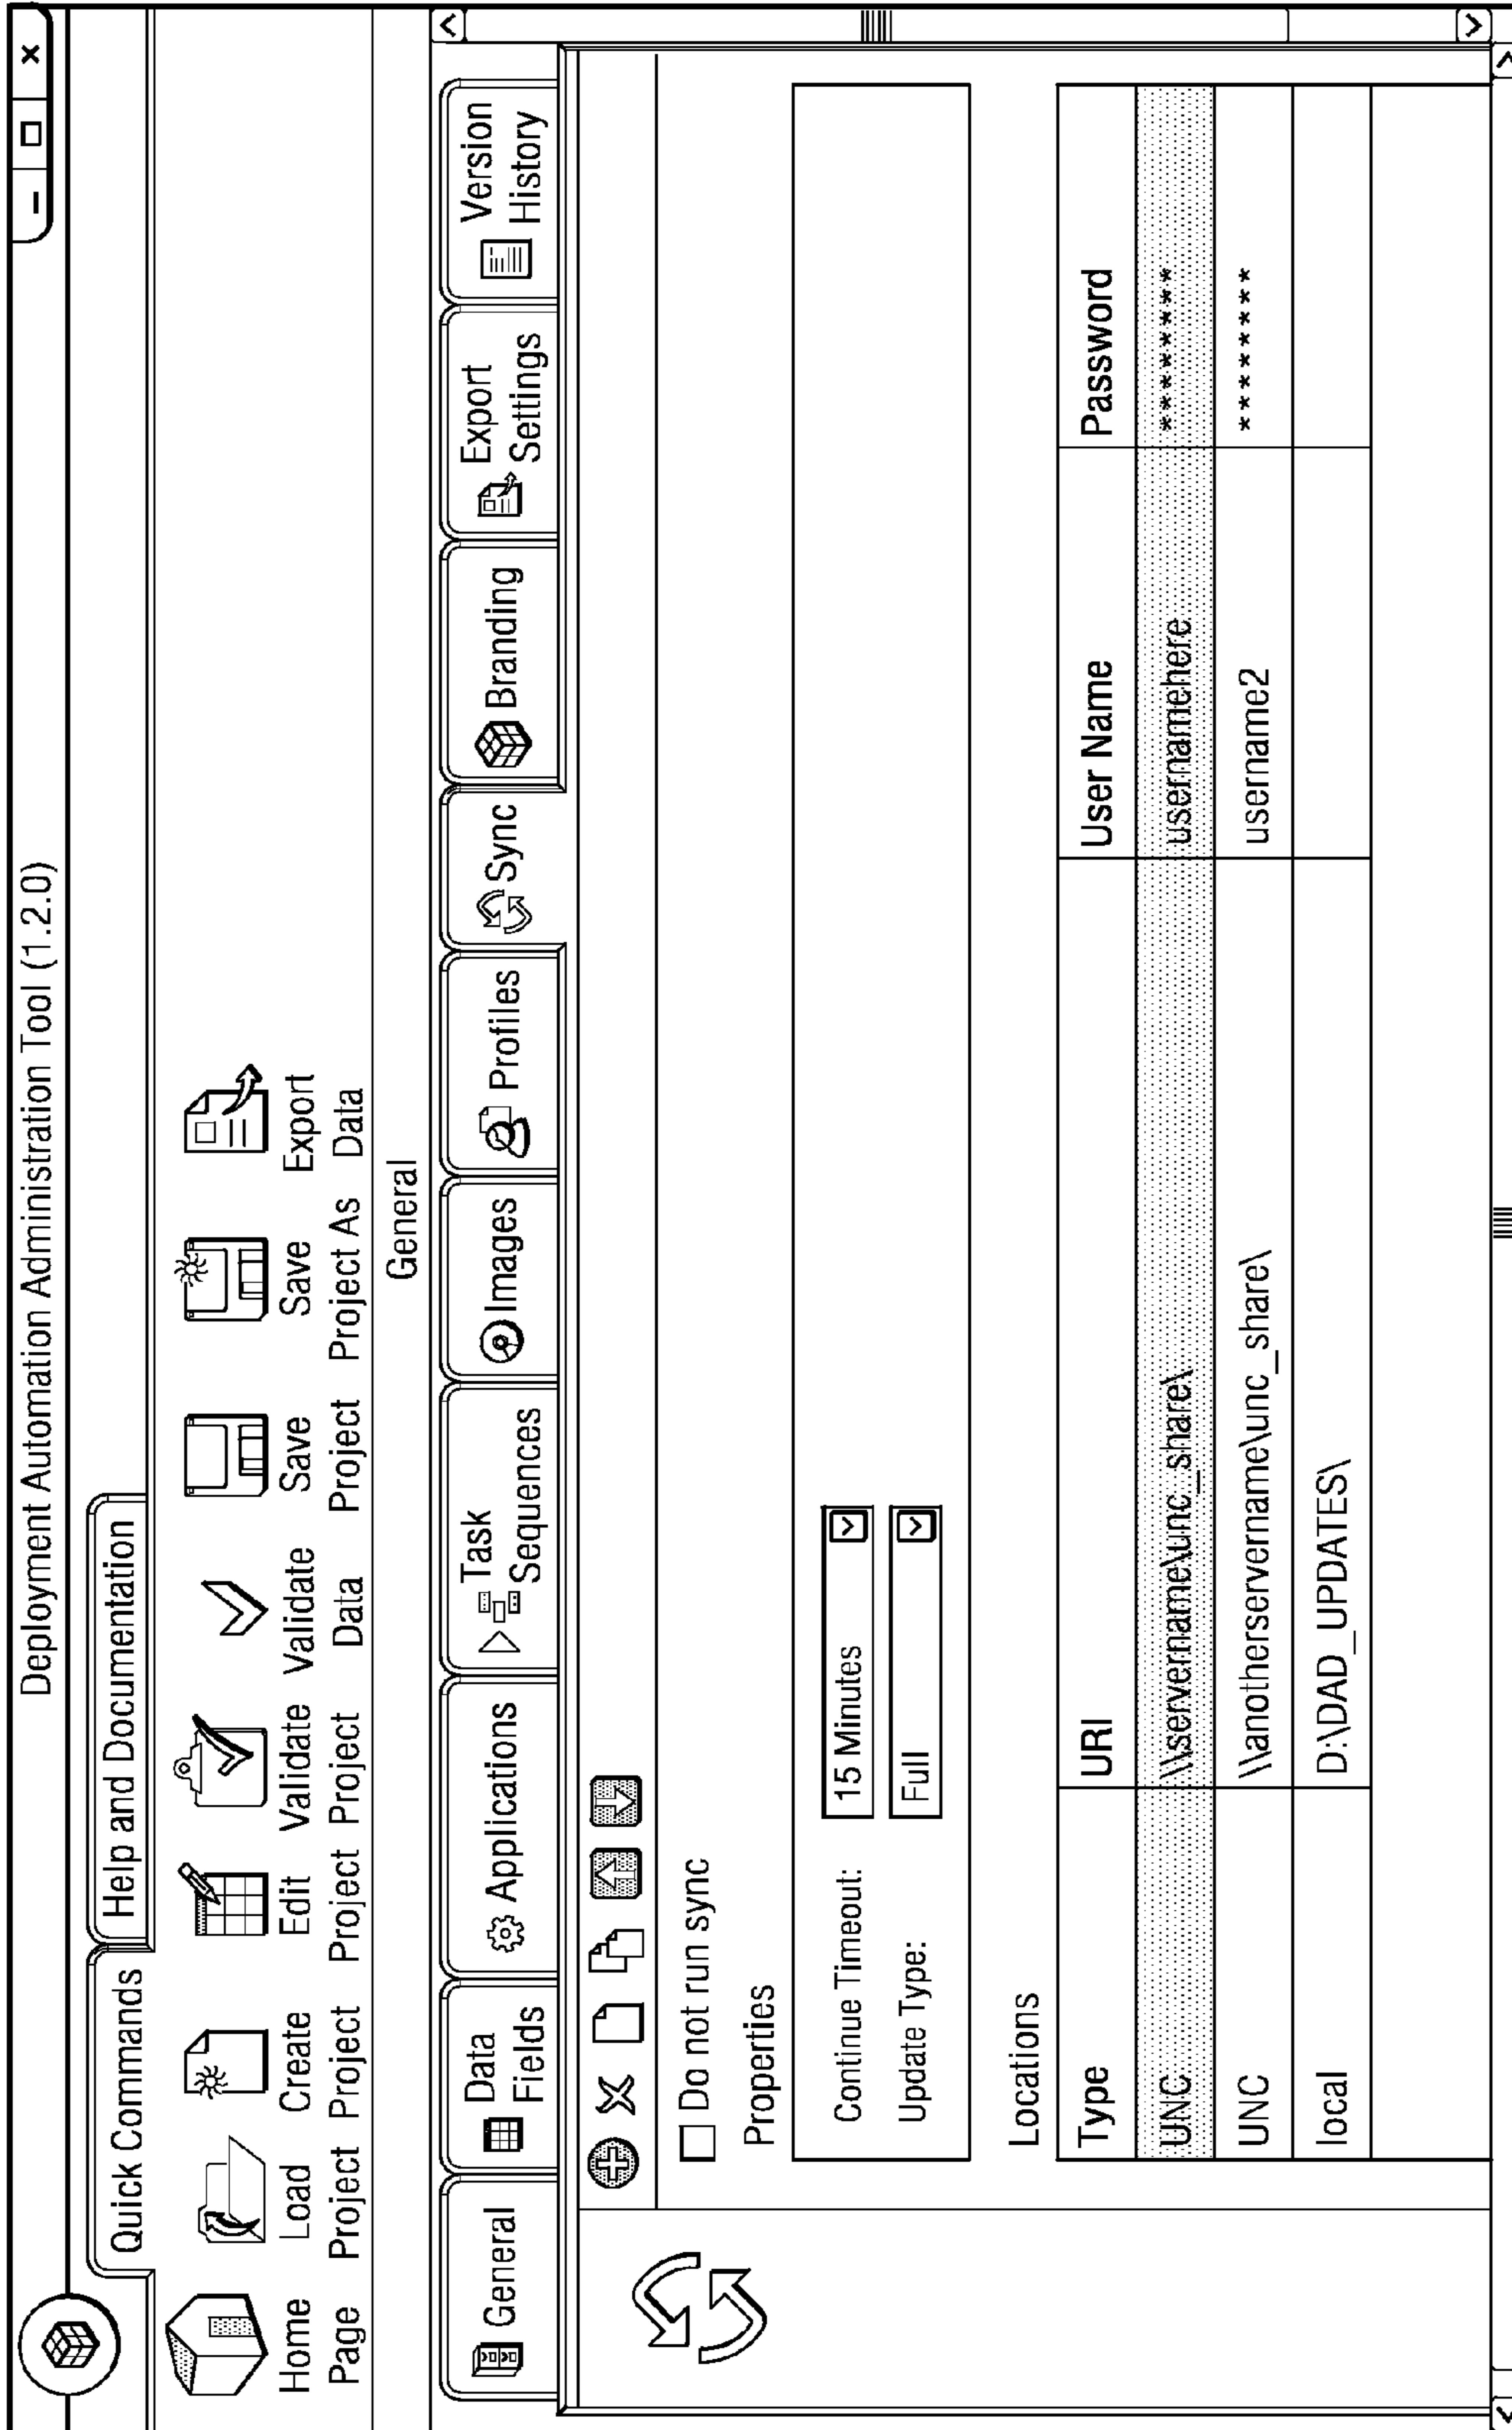 Deployment Automation Administration Tool (1.2.0)
Quick Commands
Help and Documentation
Home Page
Load Project
Create Project
Edit Project
Validate Project
Validate Data
Save Project
Save Project As
Export Data
General
General
Data Fields
Applications
Task Sequences
Images
Profiles
Sync
Branding
Export Settings
Version History
Do not run sync
Properties
Continue Timeout: 15 Minutes
Update Type: Full
Locations
Type URI User Name Password
UNC \\servername\unc_share\ usernamehere ********
UNC \\anotherservername\unc_share\ username2 ********
local D:\DAD_UPDATES\